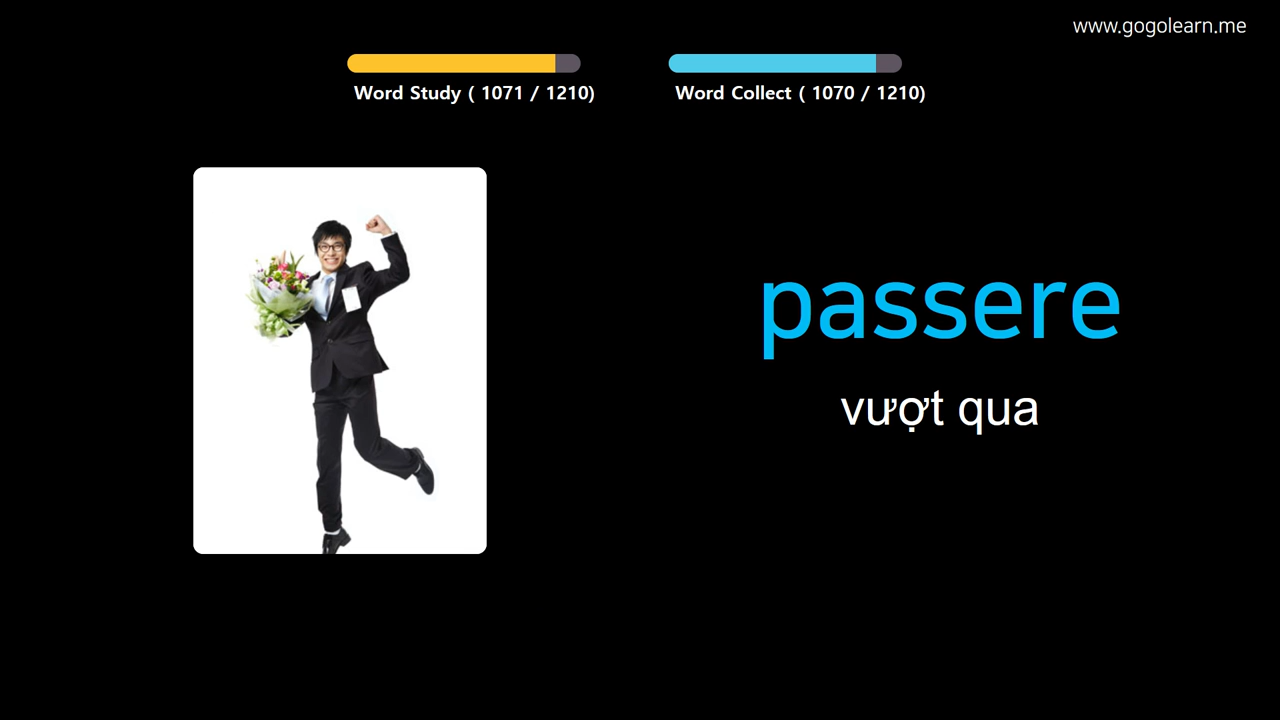 www.gogolearn.me
Word Study ( 1071 / 1210)
Word Collect ( 1070 / 1210)
passere
vượt qua